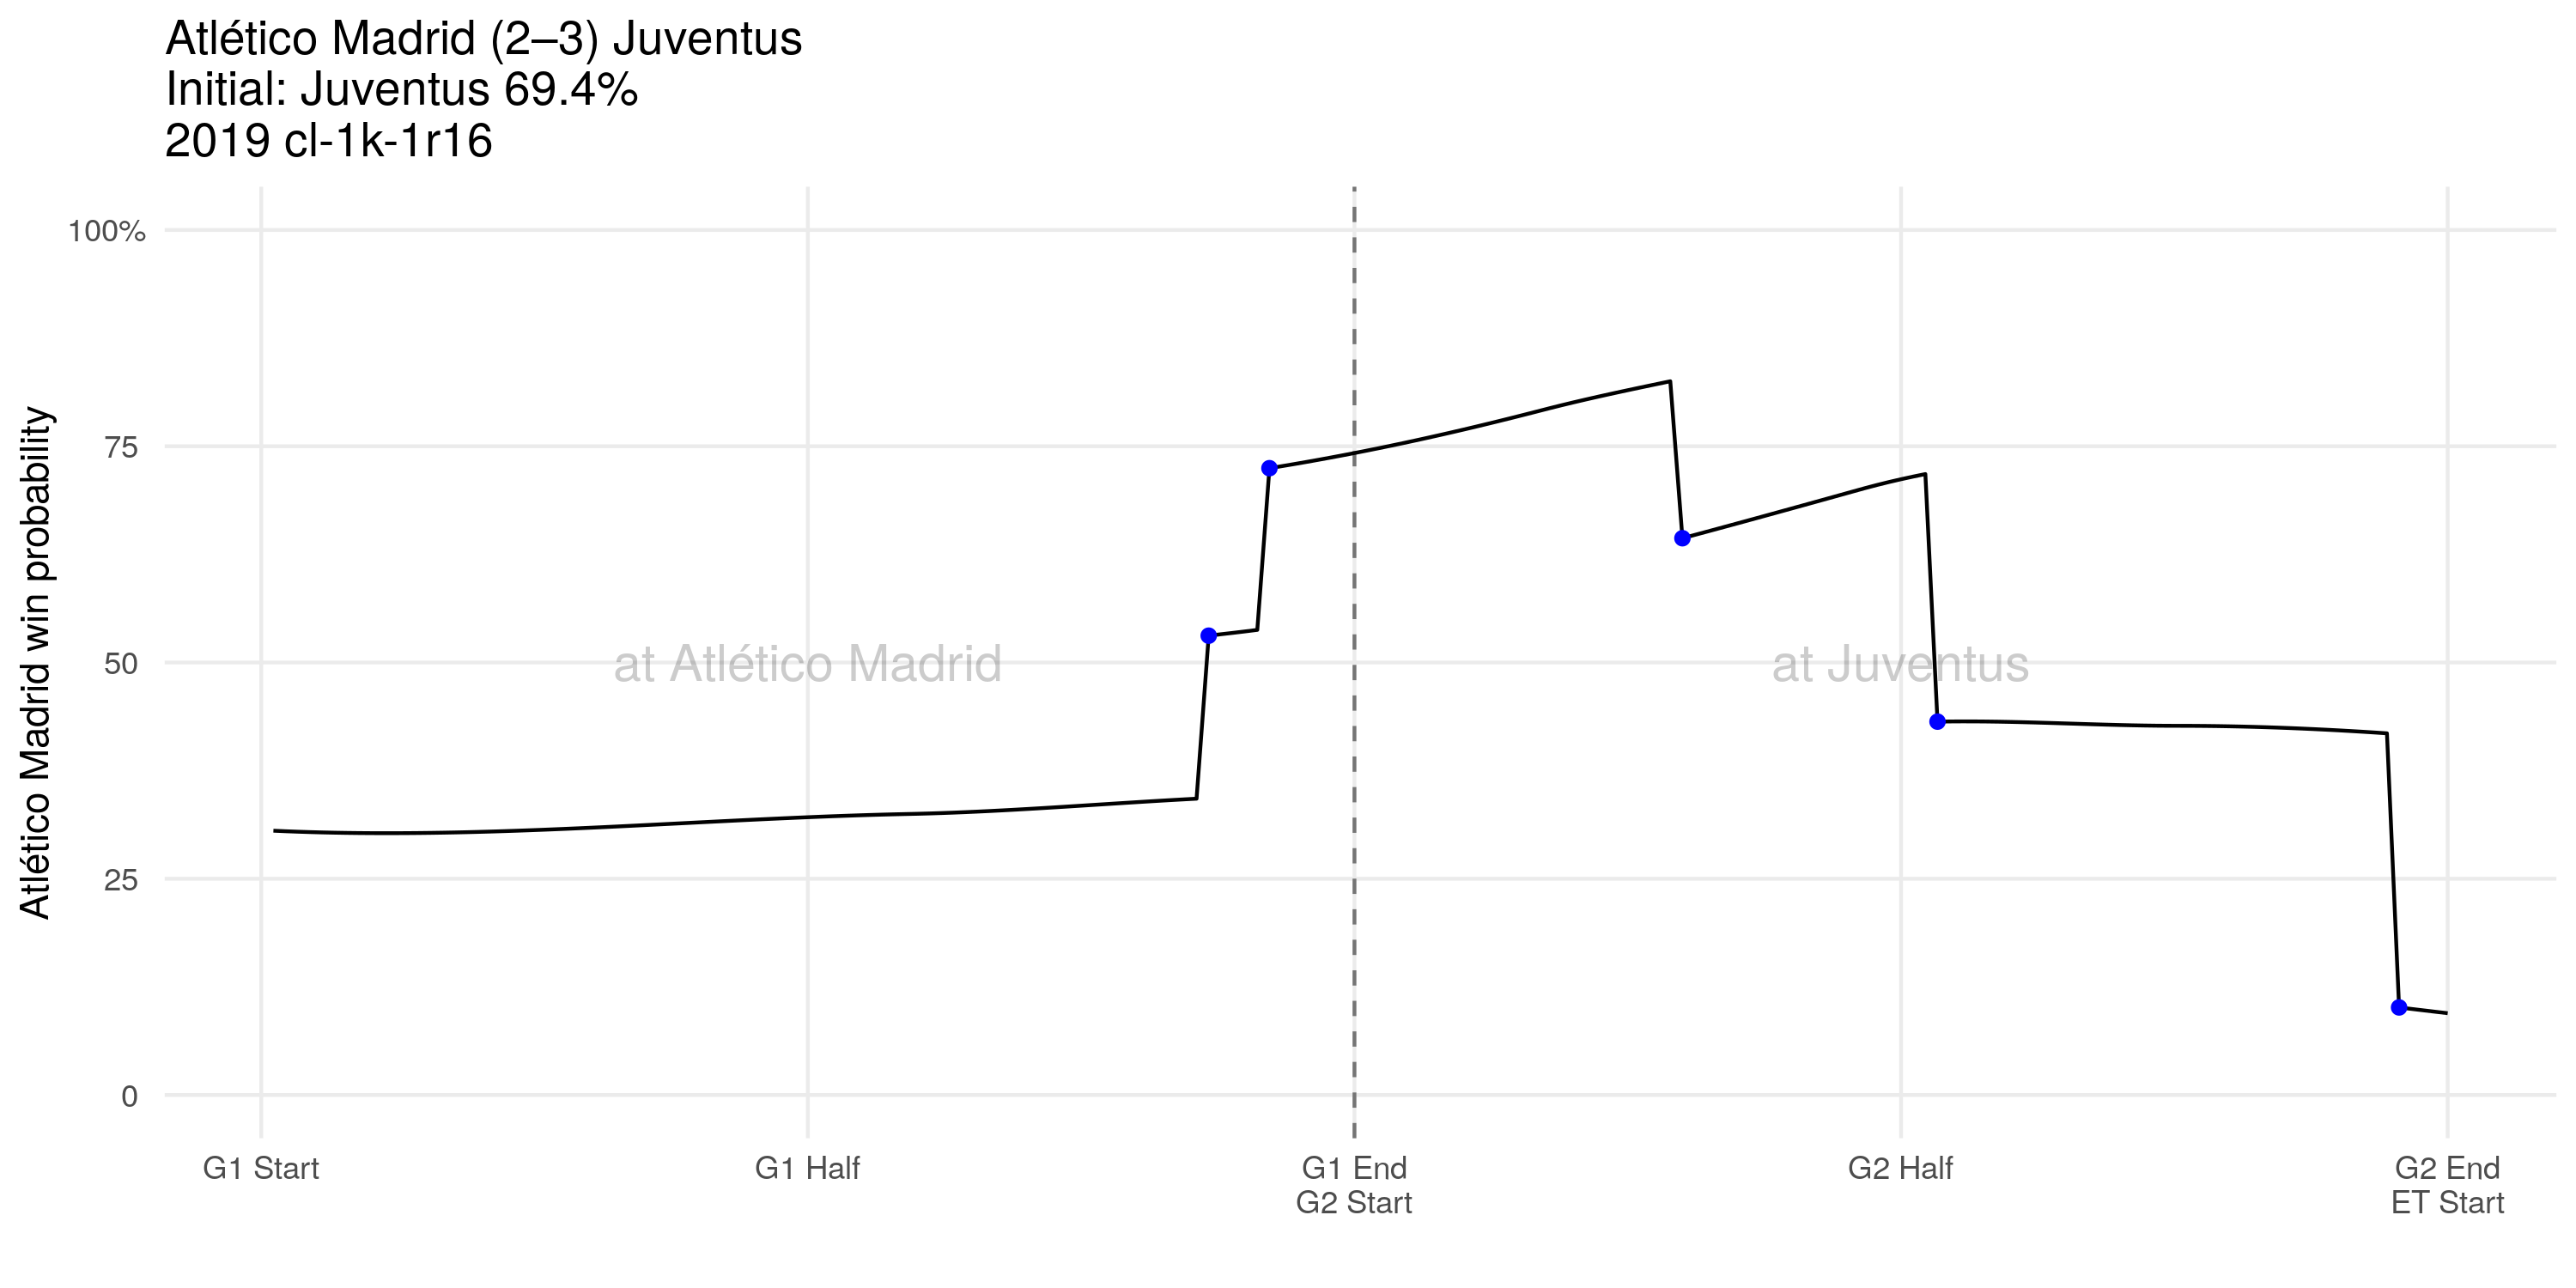 Atlético Madrid (2–3) Juventus
Initial: Juventus 69.4%
2019 cl-1k-1r16
Atlético Madrid win probability
100%
75
50
25
0
at Atlético Madrid
at Juventus
G1 Start
G1 Half
G1 End
G2 Start
G2 Half
G2 End
ET Start